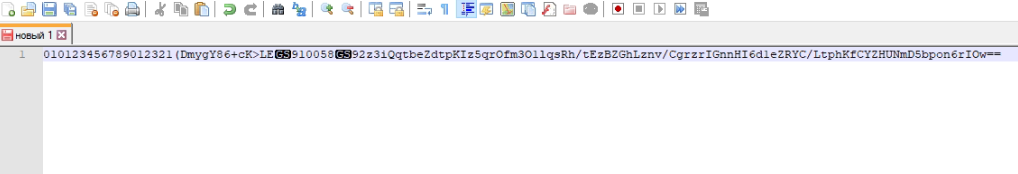 новый 1
1
010123456789012321(DmygY86+cK>LEGS910058GS92z3iQqtbeZdtpKIz5qrOfm3OllqsRh/tEzBZGhLznv/CgrzrIGnnHI6dleZRYC/LtphKfCYZHUNmD5bpon6rIOw==